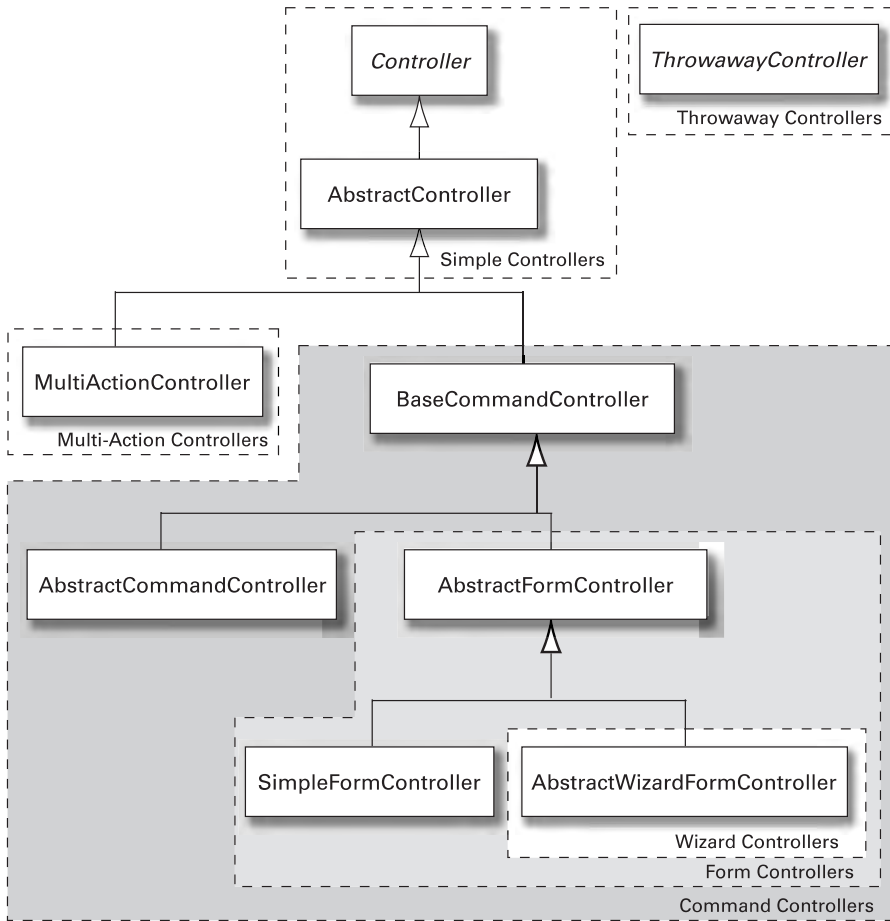 Controller
ThrowawayController
Throwaway Controllers
AbstractController
Simple Controllers
MultiActionController
Multi-Action Controllers
BaseCommandController
AbstractCommandController
AbstractFormController
SimpleFormController
AbstractWizardFormController
Wizard Controllers
Form Controllers
Command Controllers